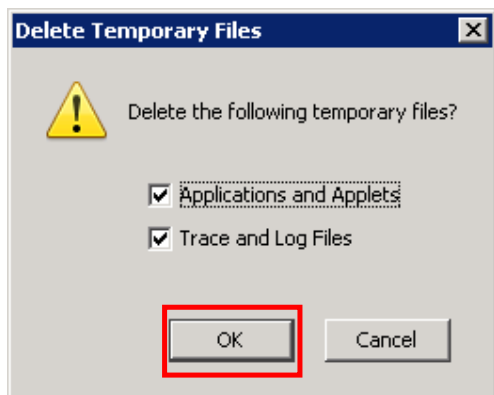 Delete Temporary Files
Delete the following temporary files?
Applications and Applets
Trace and Log Files
OK Cancel